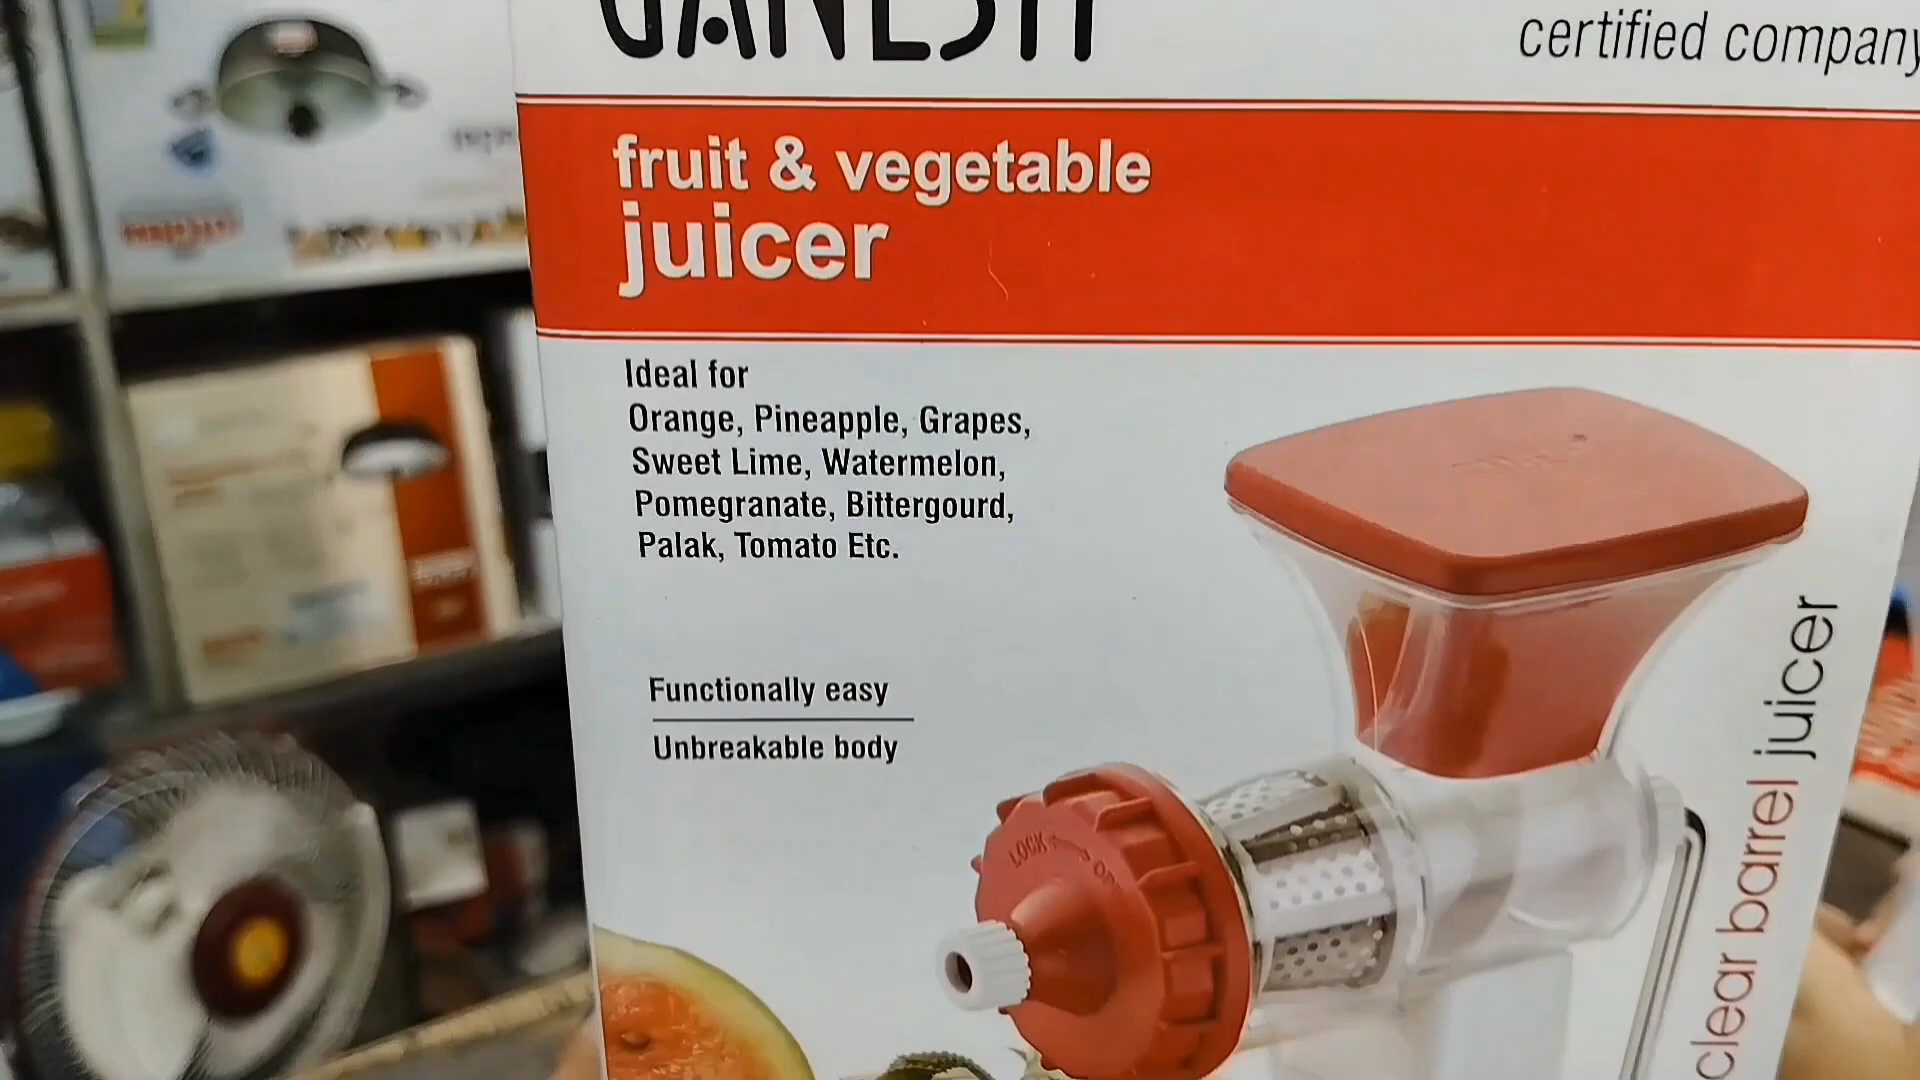 GANESH
certified company
fruit & vegetable
juicer
Ideal for
Orange, Pineapple, Grapes,
Sweet Lime, Watermelon,
Pomegranate, Bittergourd,
Palak, Tomato Etc.
Functionally easy
Unbreakable body
LOCK
clear barrel juicer